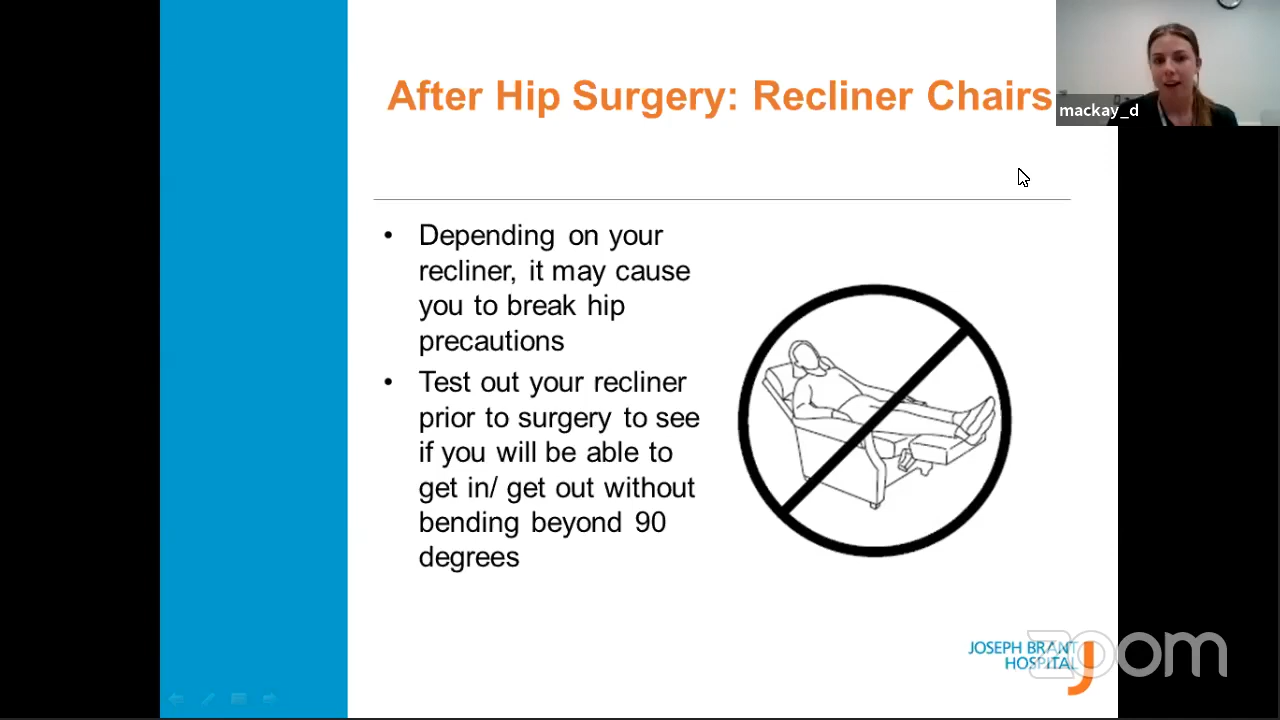 After Hip Surgery: Recliner Chairs
mackay_d
• Depending on your
recliner, it may cause
you to break hip
precautions
• Test out your recliner
prior to surgery to see
if you will be able to
get in/ get out without
bending beyond 90
degrees
JOSEPH BRANT
HOSPITAL
zoom